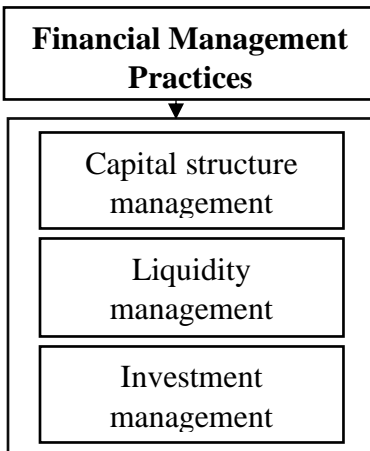 Financial Management
Practices
Capital structure
management
Liquidity
management
Investment
management